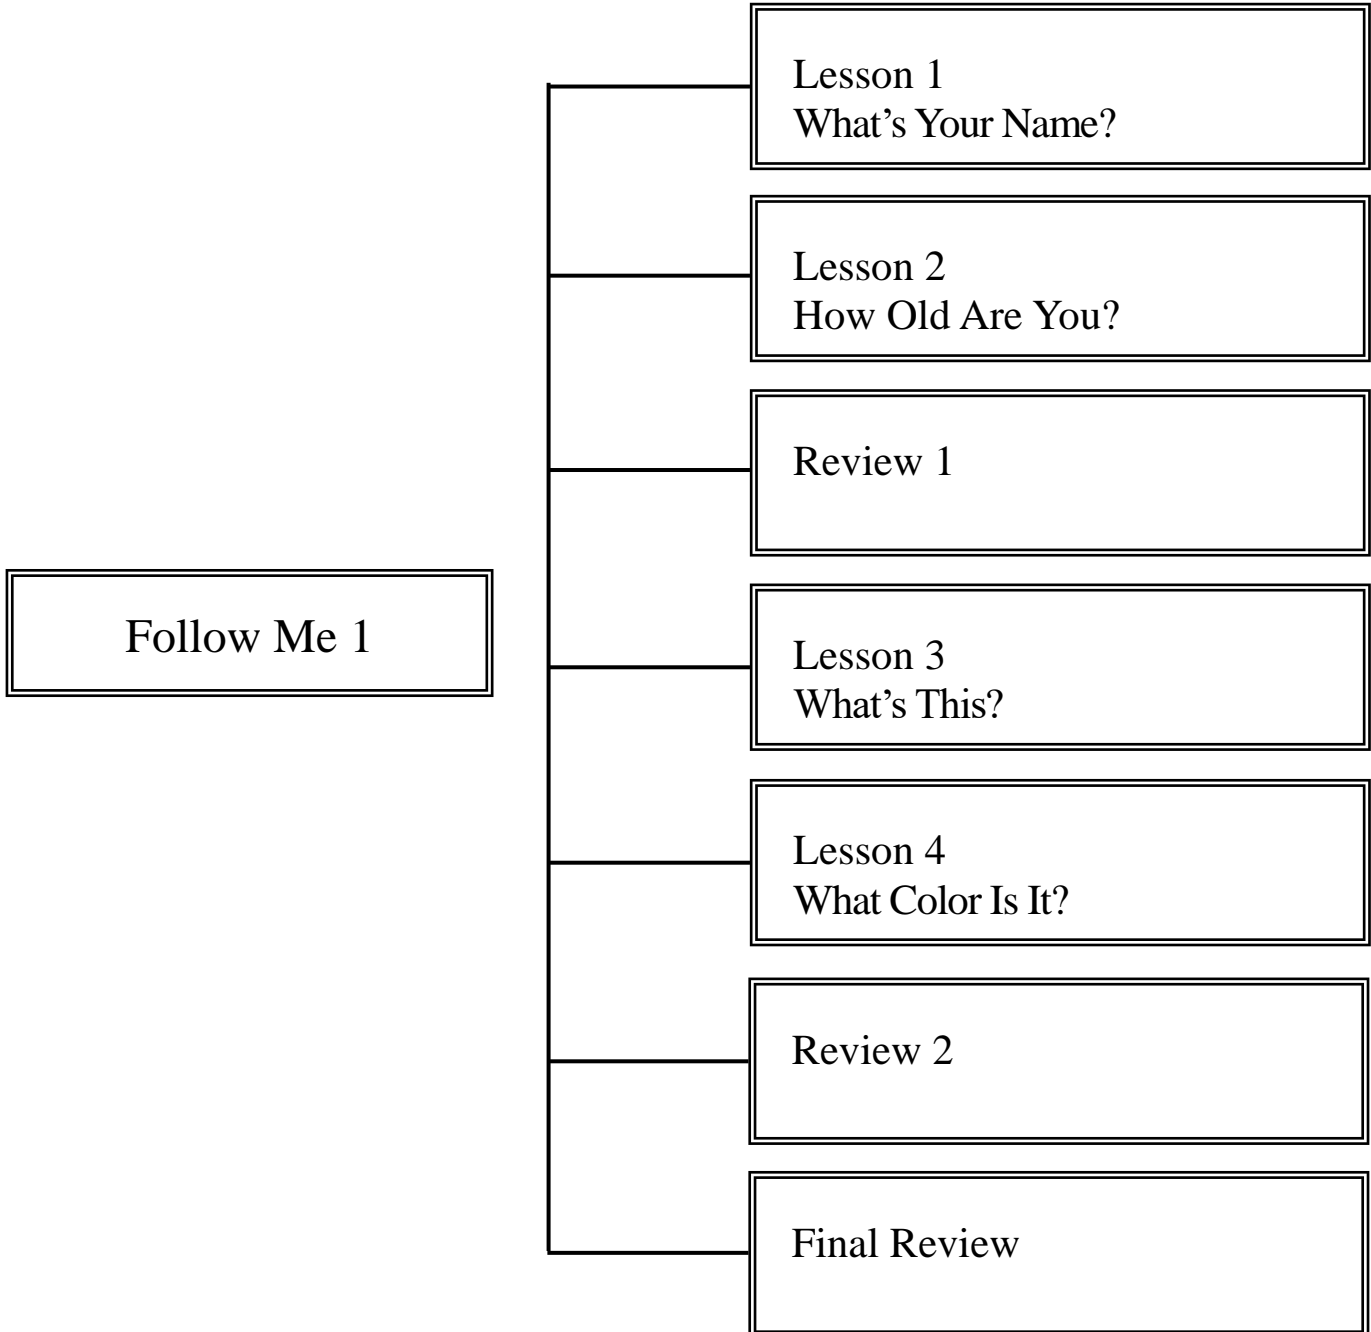 Follow Me 1
Lesson 1
What’s Your Name?
Lesson 2
How Old Are You?
Review 1
Lesson 3
What’s This?
Lesson 4
What Color Is It?
Review 2
Final Review